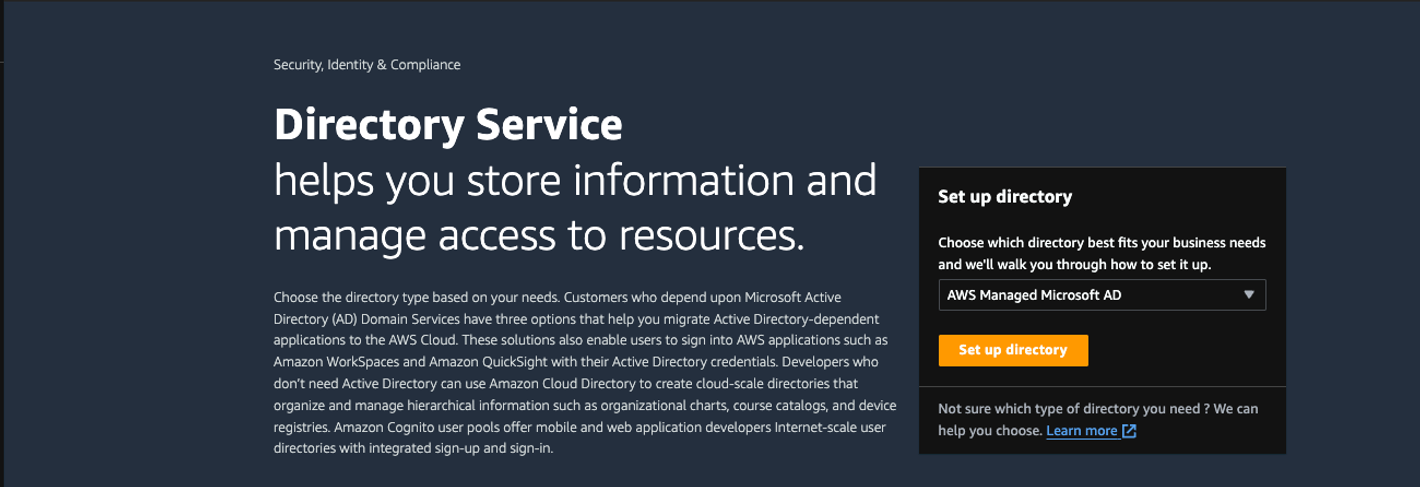 Security, Identity & Compliance
Directory Service
helps you store information and
manage access to resources.
Choose the directory type based on your needs. Customers who depend upon Microsoft Active
Directory (AD) Domain Services have three options that help you migrate Active Directory-dependent
applications to the AWS Cloud. These solutions also enable users to sign into AWS applications such as
Amazon WorkSpaces and Amazon QuickSight with their Active Directory credentials. Developers who
don't need Active Directory can use Amazon Cloud Directory to create cloud-scale directories that
organize and manage hierarchical information such as organizational charts, course catalogs, and device
registries. Amazon Cognito user pools offer mobile and web application developers Internet-scale user
directories with integrated sign-up and sign-in.
Set up directory
Choose which directory best fits your business needs
and we'll walk you through how to set it up.
AWS Managed Microsoft AD
Set up directory
Not sure which type of directory you need ? We can
help you choose. Learn more